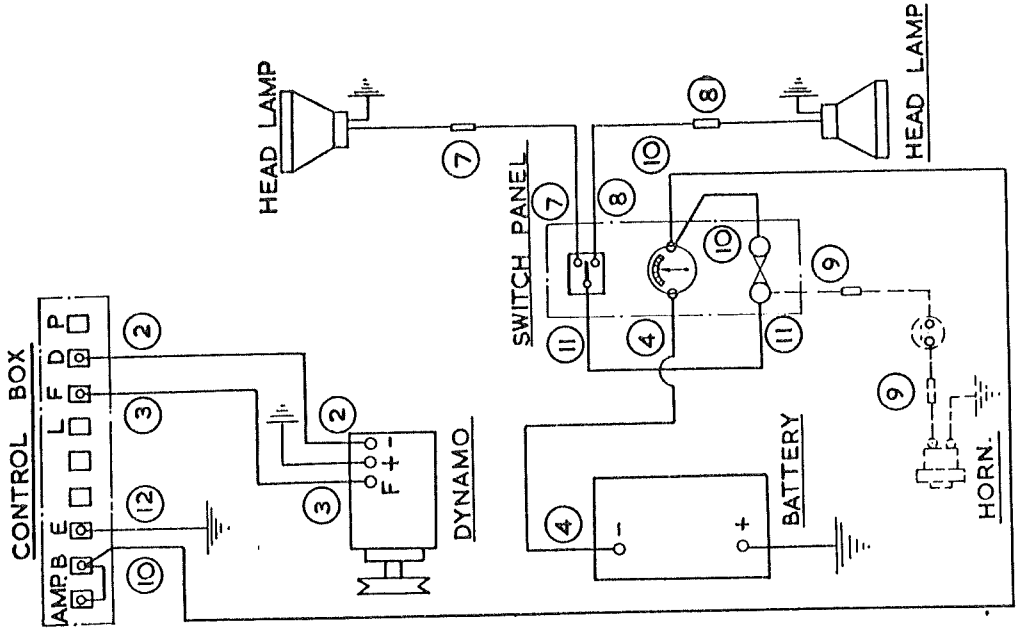 CONTROL BOX
AMP. B E L F D P
10 12 3 2
HEAD LAMP
3 2
F + -
DYNAMO
7
SWITCH PANEL
7
4 11
8
-
4
10
8
10
+
11
BATTERY
9
9
HEAD LAMP
HORN.